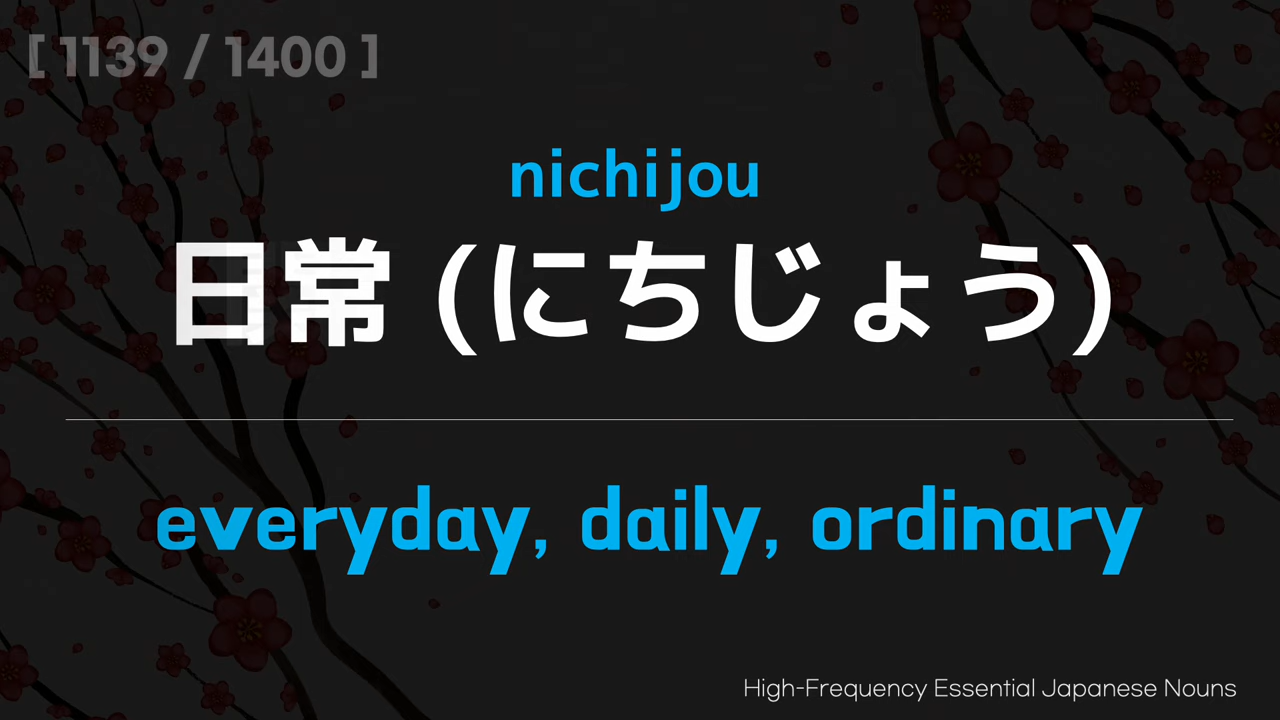 [ 1139 / 1400 ]
nichijou
日常 (にちじょう)
everyday, daily, ordinary
High-Frequency Essential Japanese Nouns